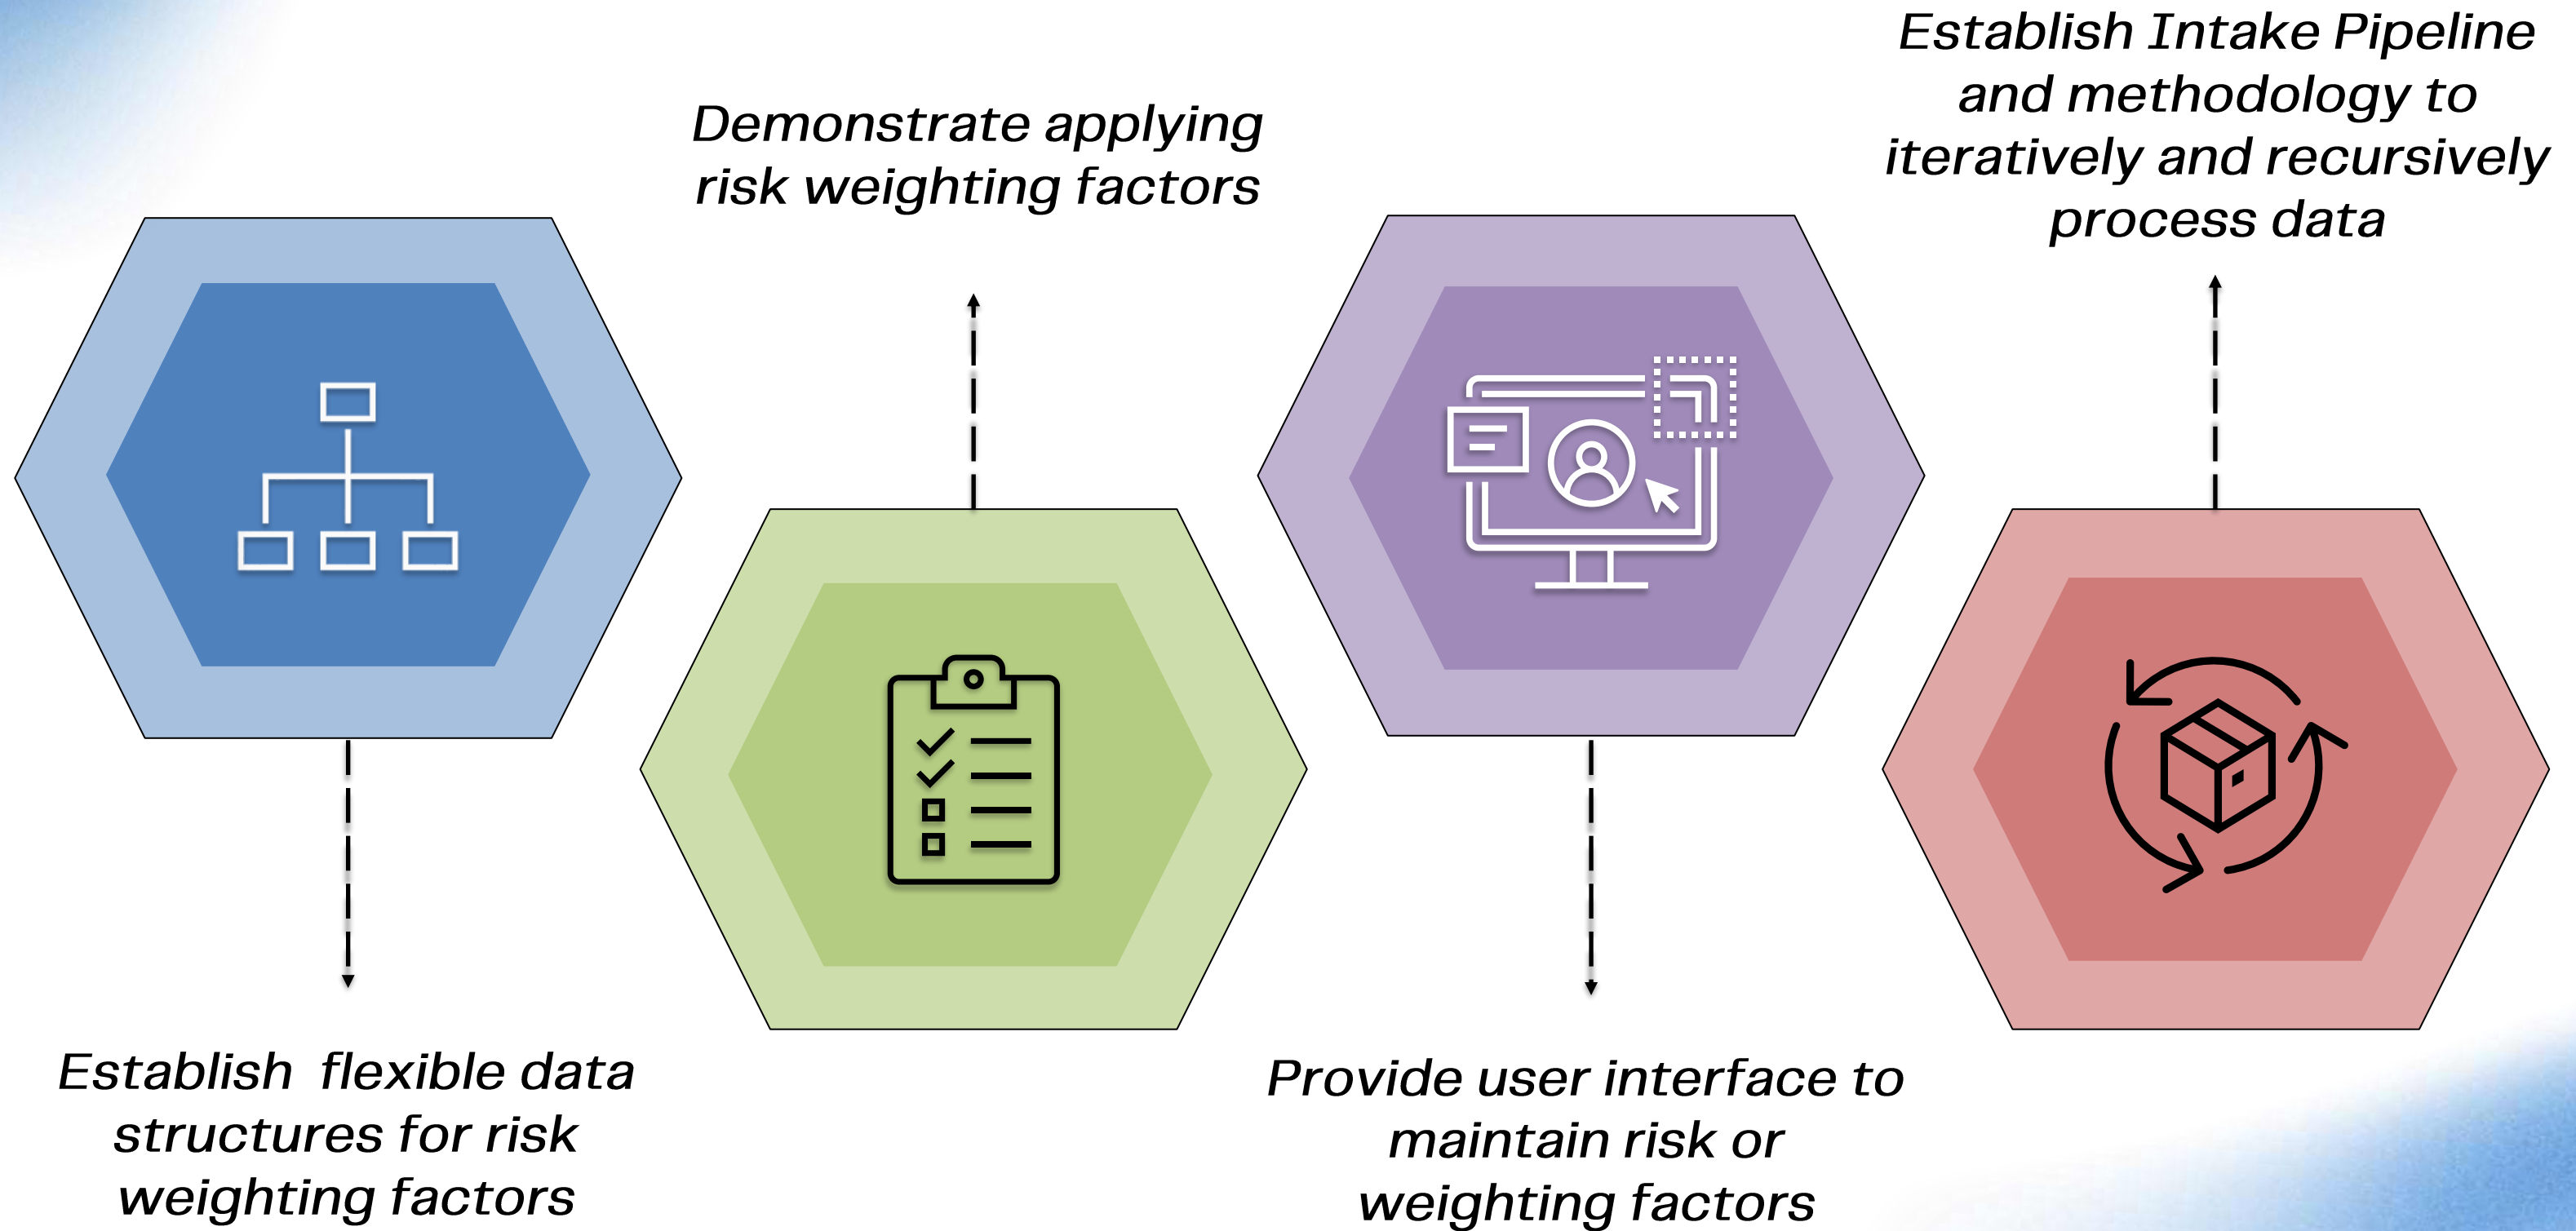 Establish flexible data
structures for risk
weighting factors
Demonstrate applying
risk weighting factors
Provide user interface to
maintain risk or
weighting factors
Establish Intake Pipeline
and methodology to
iteratively and recursively
process data